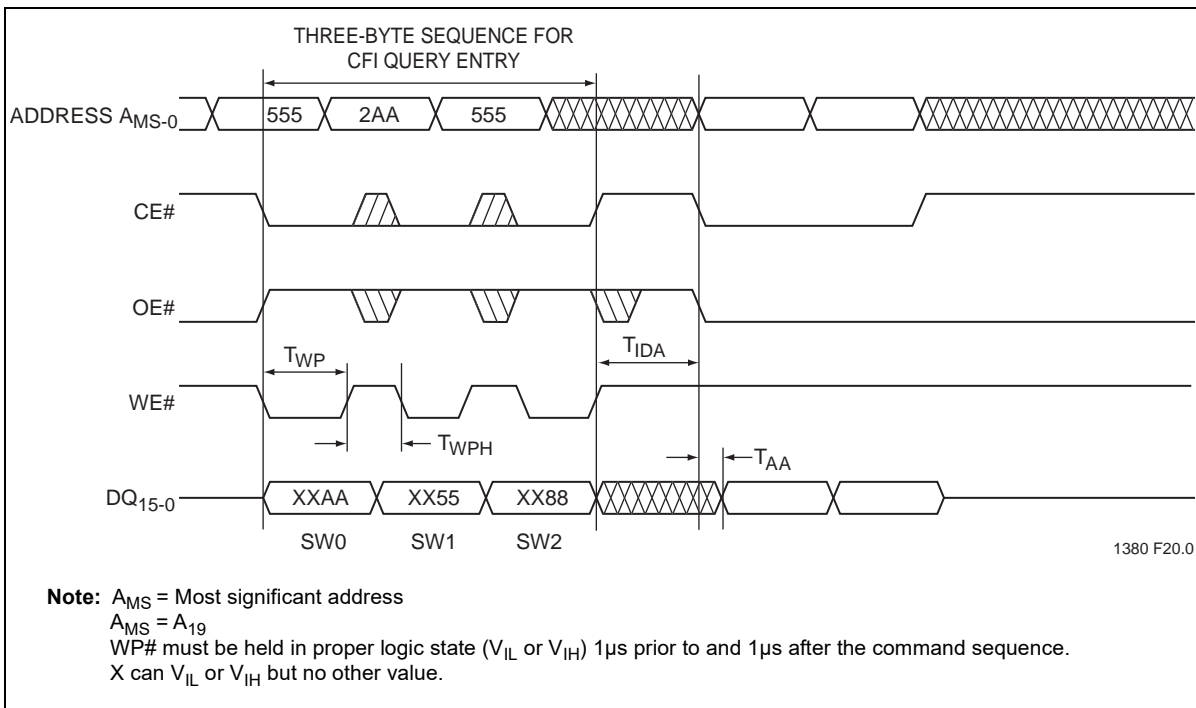 THREE-BYTE SEQUENCE FOR
CFI QUERY ENTRY
ADDRESS AMS-0
555 2AA 555
CE#
OE#
TWP TIDA
WE#
TWPH
TAA
DQ15-0
XXAA XX55 XX88
SW0 SW1 SW2
1380 F20.0
Note: AMS = Most significant address
AMS = A19
WP# must be held in proper logic state (VIL or VIH) 1µs prior to and 1µs after the command sequence.
X can VIL or VIH but no other value.